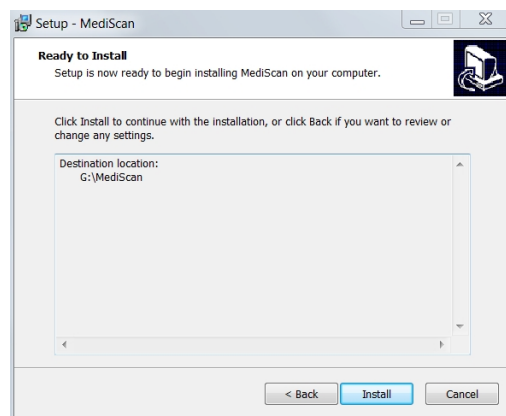 Setup - MediScan
Ready to Install
Setup is now ready to begin installing MediScan on your computer.
Click Install to continue with the installation, or click Back if you want to review or
change any settings.
Destination location:
G:\MediScan
< Back Install Cancel